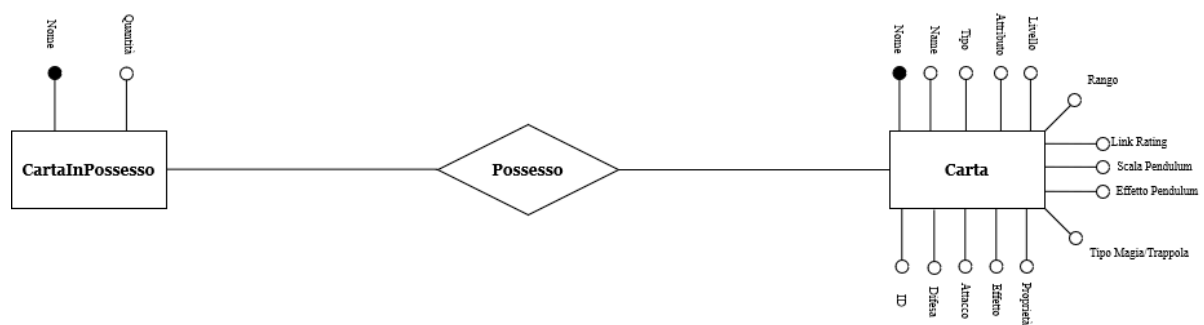 Nome
Quantità
CartaInPossesso
Possesso
Nome
Name
Tipo
Attributo
Livello
Rango
Link Rating
Scala Pendulum
Effetto Pendulum
Tipo Magia/Trappola
Carta
ID
Difesa
Attacco
Effetto
Proprietà